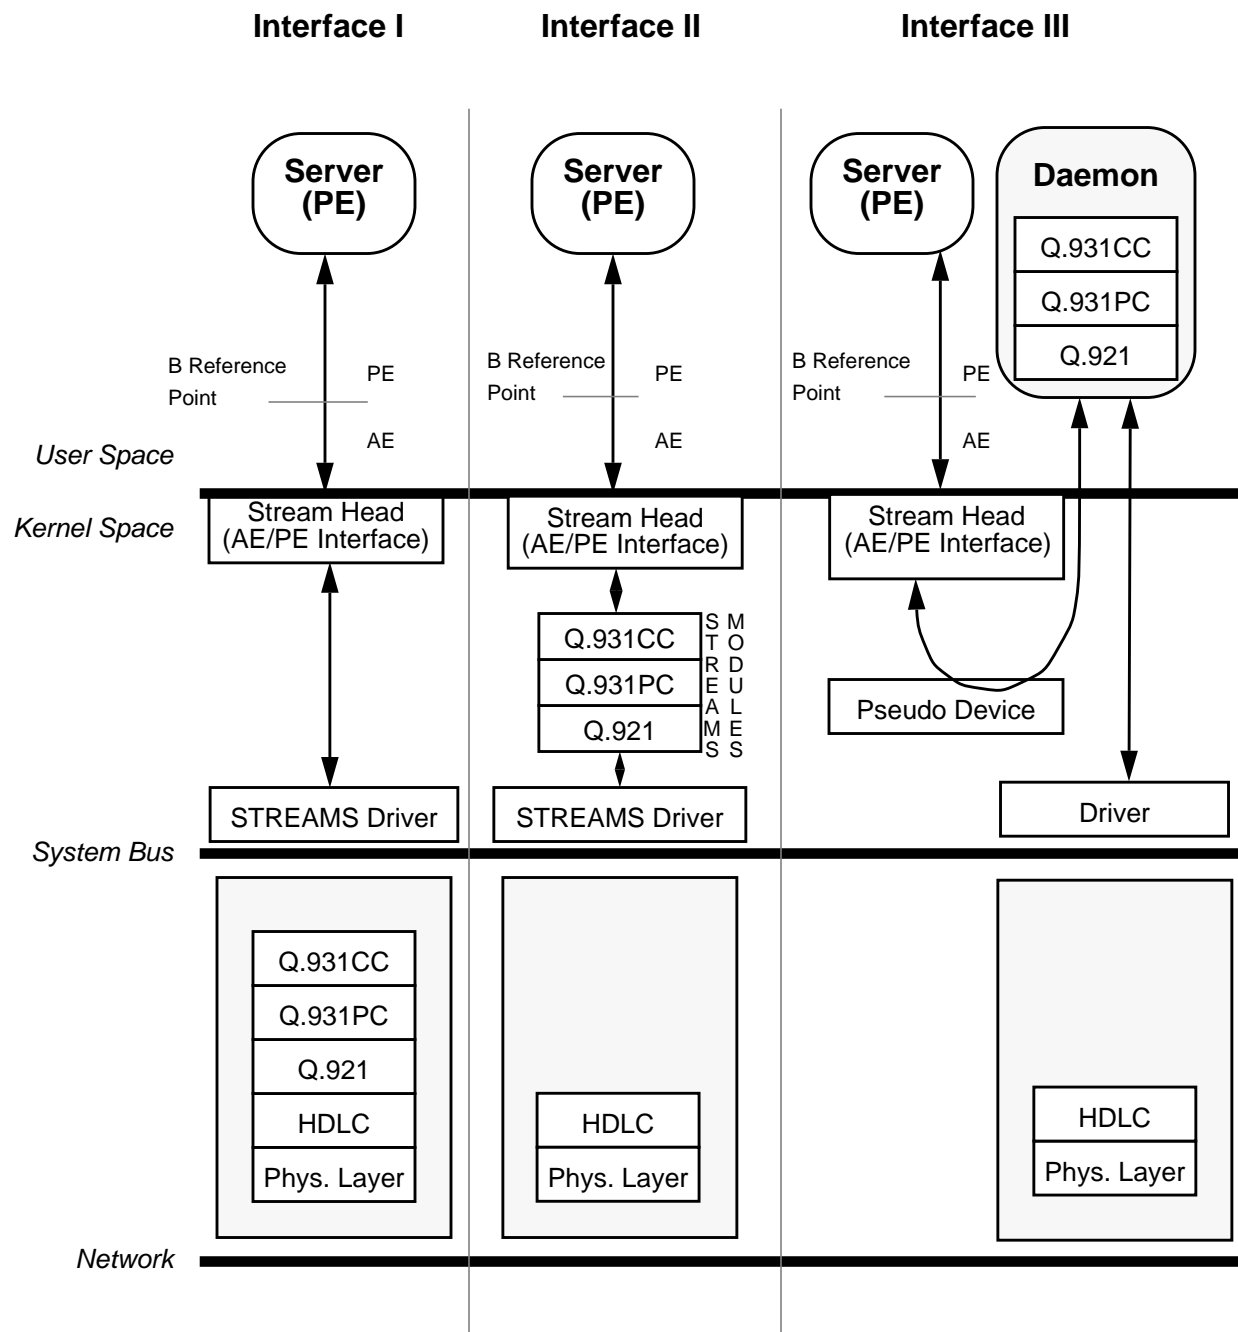 Interface I
Interface II
Interface III
Server
(PE)
Server
(PE)
Server
(PE)
Daemon
Q.931CC
Q.931PC
Q.921
B Reference
Point
PE
AE
B Reference
Point
PE
AE
B Reference
Point
PE
AE
User Space
Kernel Space
Stream Head
(AE/PE Interface)
Stream Head
(AE/PE Interface)
Stream Head
(AE/PE Interface)
Q.931CC
Q.931PC
Q.921
STREAMS
MODULES
Pseudo Device
STREAMS Driver
STREAMS Driver
Driver
System Bus
Q.931CC
Q.931PC
Q.921
HDLC
Phys. Layer
HDLC
Phys. Layer
HDLC
Phys. Layer
Network